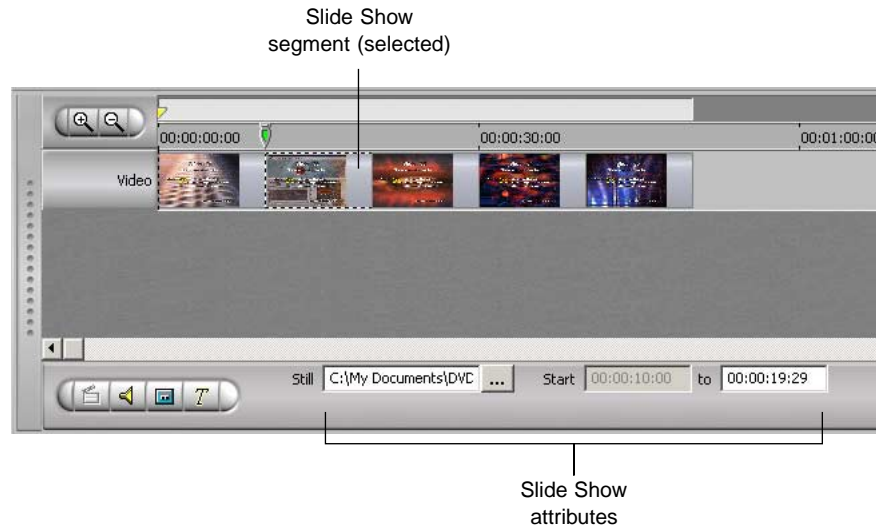 Slide Show
segment (selected)
00:00:00:00 00:00:30:00 00:01:00:00
Video
Still C:\My Documents\DVD ... Start 00:00:10:00 to 00:00:19:29
T
Slide Show
attributes